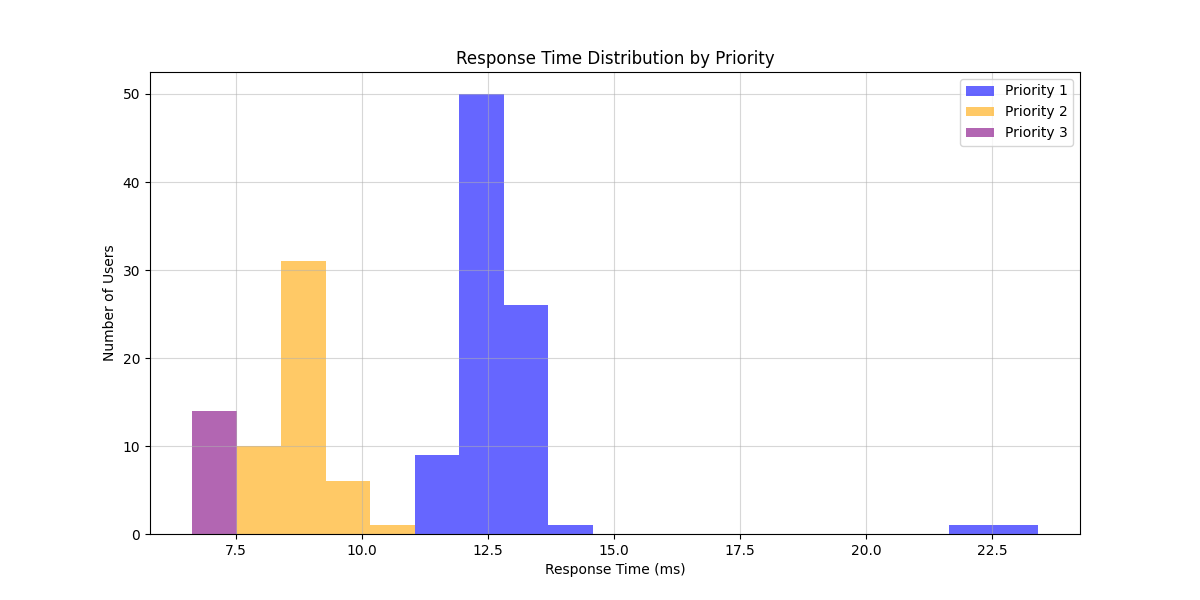 Response Time Distribution by Priority
Priority 1
Priority 2
Priority 3
Number of Users
50
40
30
20
10
0
7.5 10.0 12.5 15.0 17.5 20.0 22.5
Response Time (ms)